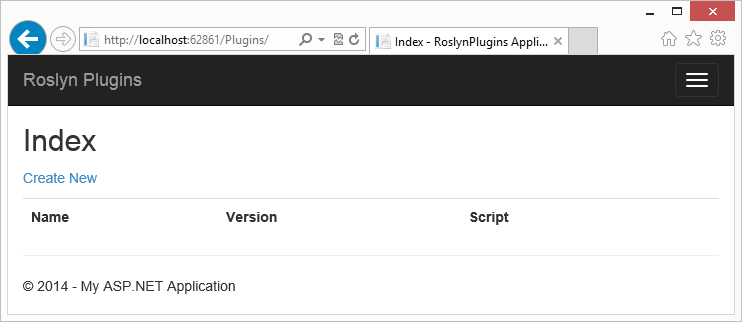 http://localhost:62861/Plugins/
Index - RoslynPlugins Appli...
Roslyn Plugins
Index
Create New
Name Version Script
© 2014 - My ASP.NET Application